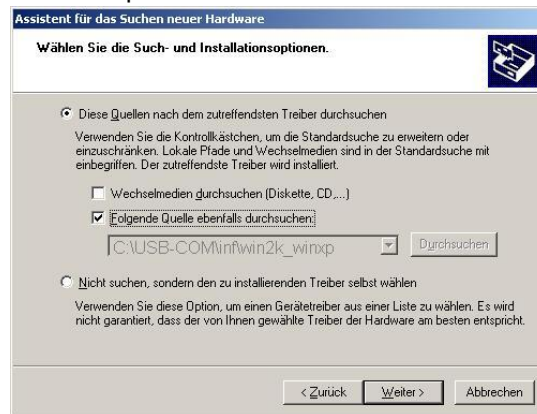 Assistent für das Suchen neuer Hardware
Wählen Sie die Such- und Installationsoptionen.
Diese Quellen nach dem zutreffendsten Treiber durchsuchen
Verwenden Sie die Kontrollkästchen, um die Standardsuche zu erweitern oder
einzuschränken. Lokale Pfade und Wechselmedien sind in der Standardsuche mit
einbegriffen. Der zutreffendste Treiber wird installiert.
Wechselmedien durchsuchen (Diskette, CD,...)
Folgende Quelle ebenfalls durchsuchen:
C:\USB-COM\inf\win2k_winxp Durchsuchen
Nicht suchen, sondern den zu installierenden Treiber selbst wählen
Verwenden Sie diese Option, um einen Gerätetreiber aus einer Liste zu wählen. Es wird
nicht garantiert, dass der von Ihnen gewählte Treiber der Hardware am besten entspricht.
< Zurück Weiter > Abbrechen